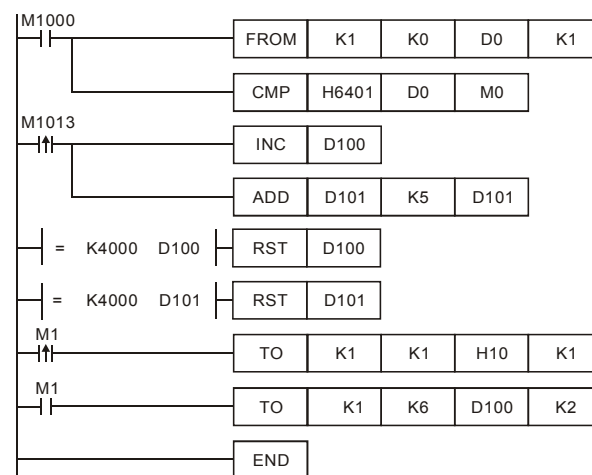 M1000
FROM K1 K0 D0 K1
CMP H6401 D0 M0
M1013
INC D100
ADD D101 K5 D101
= K4000 D100 RST D100
= K4000 D101 RST D101
M1
TO K1 K1 H10 K1
M1
TO K1 K6 D100 K2
END